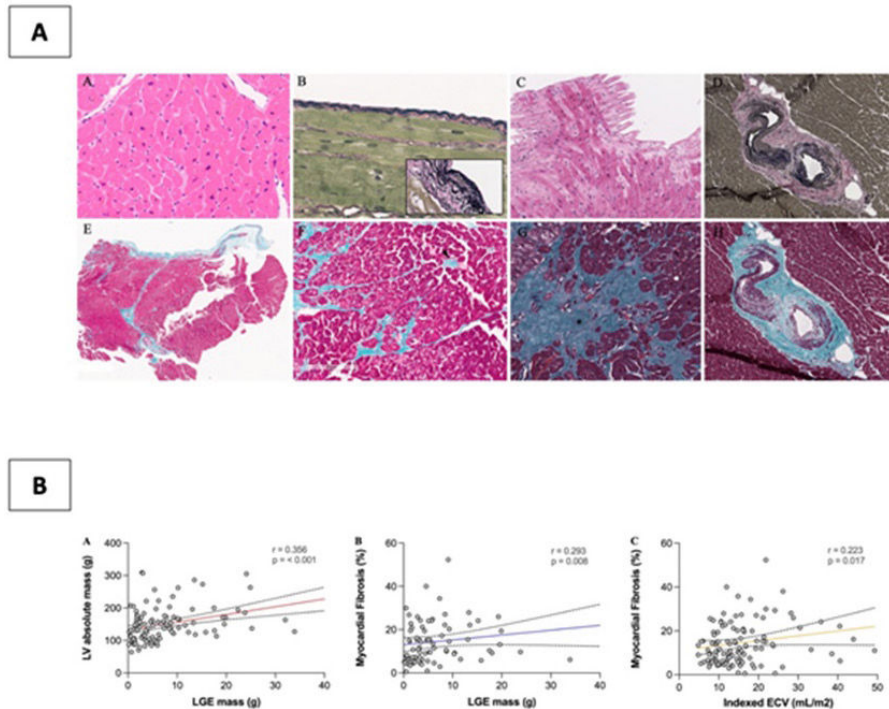 A
A. B C D
E F G H
B
A
r = 0.356
p = < 0.001
LV absolute mass (g)
400
300
200
100
0
0 10 20 30 40
LGE mass (g)
B
r = 0.293
p = 0.008
Myocardial Fibrosis (%)
60
40
20
0
0 10 20 30 40
LGE mass (g)
C
r = 0.223
p = 0.017
Myocardial Fibrosis (%)
60
40
20
0
0 10 20 30 40 50
Indexed ECV (mL/m2)